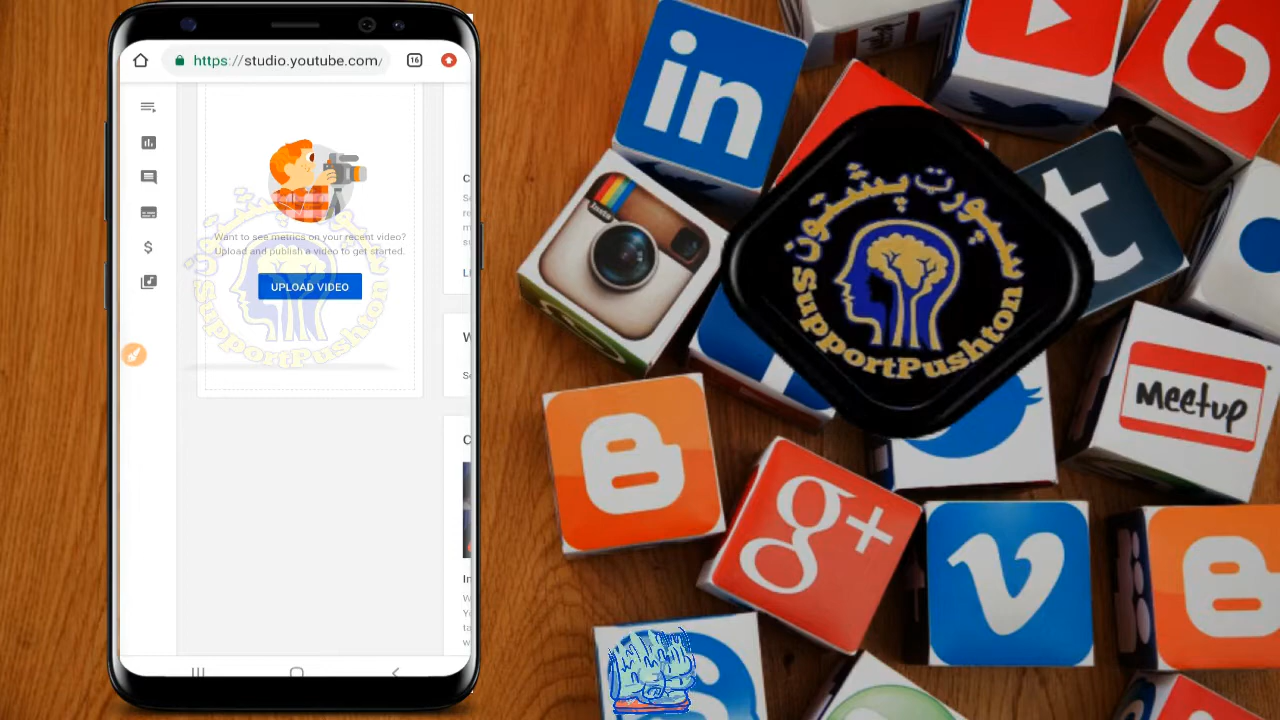 https://studio.youtube.com/
16
Want to see metrics on your recent video?
Upload and publish a video to get started.
UPLOAD VIDEO
in
Insta
سپورټ پښتون
SupportPushton
t
Meetup
g+